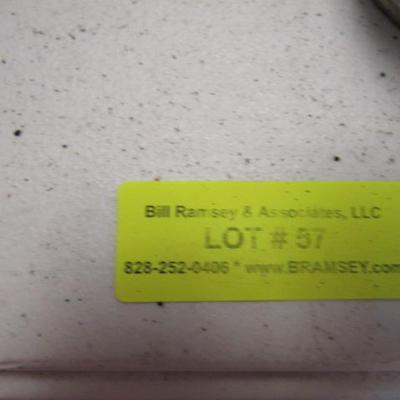 Bill Ramsey & Associates, LLC
LOT # 57
828-252-0406 * www.BRAMSEY.com